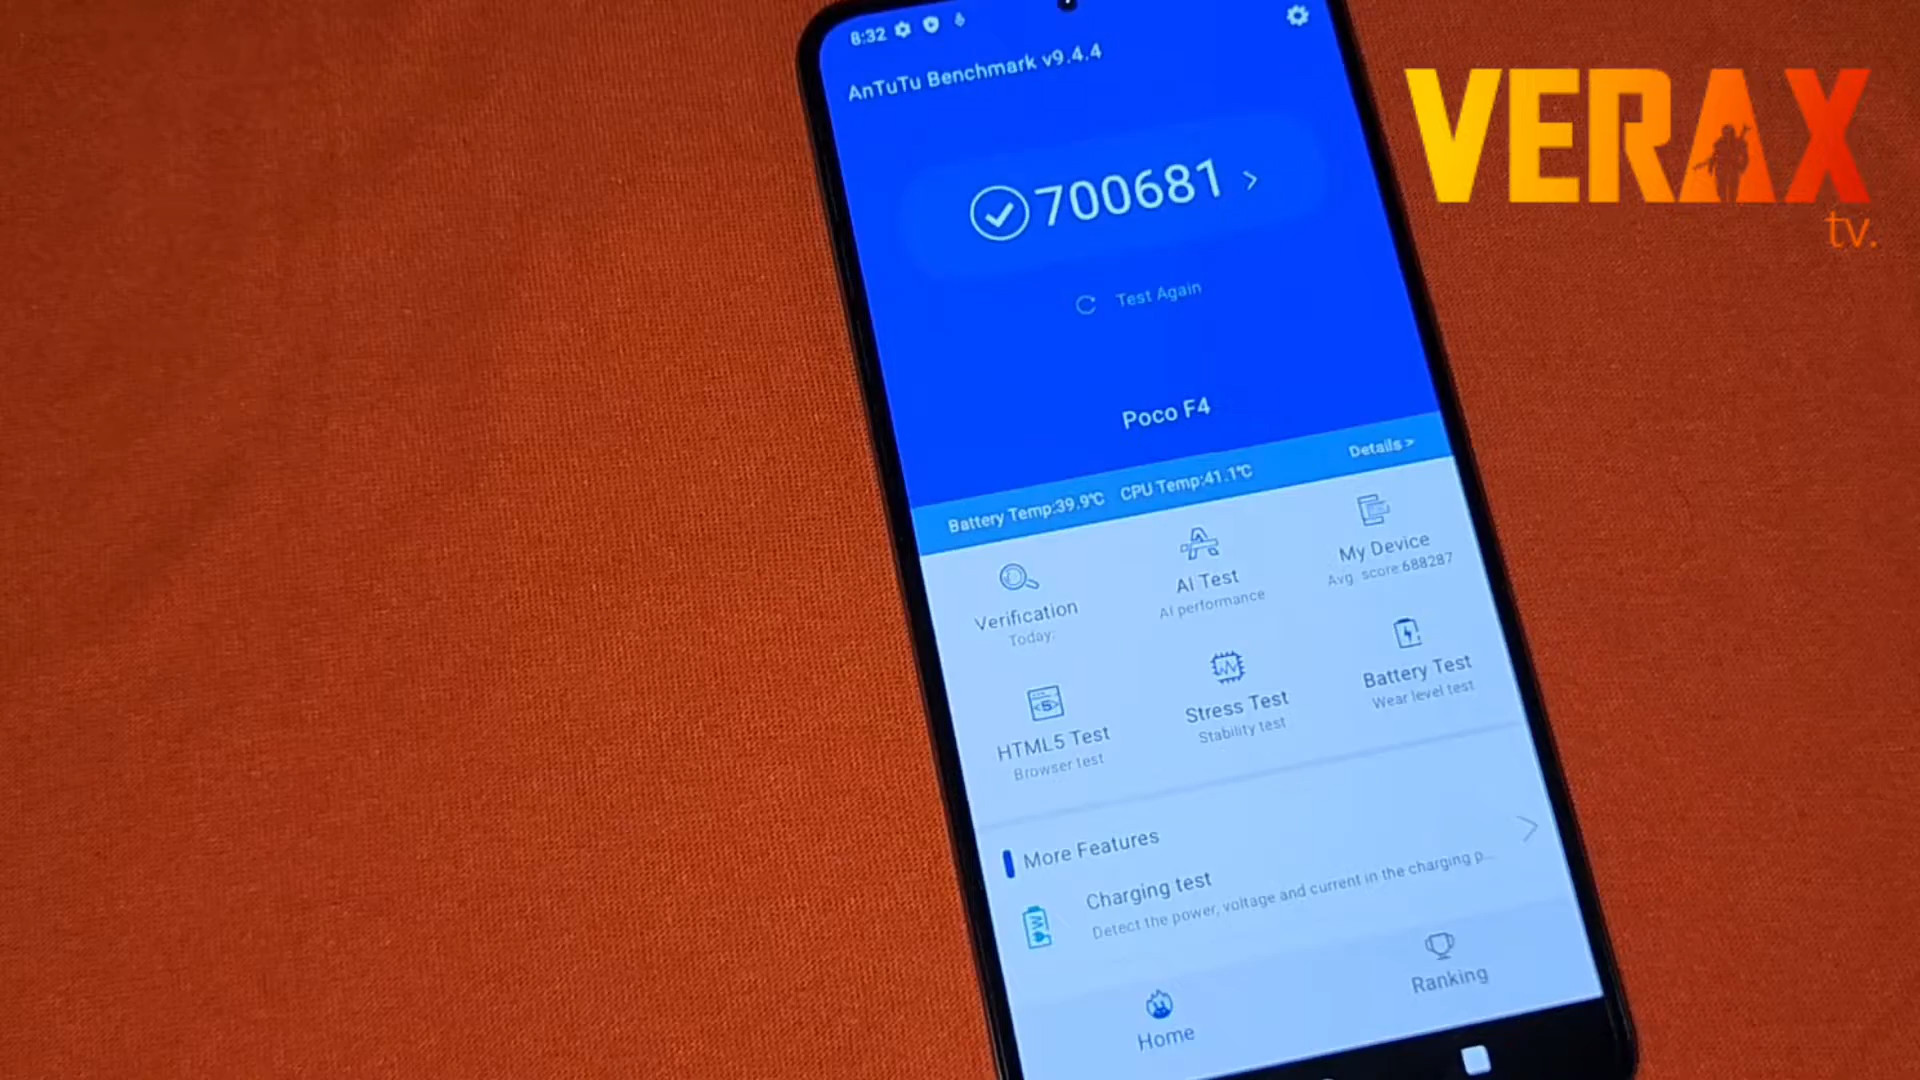 8:32
AnTuTu Benchmark v9.4.4
VERAX
tv.
700681
Test Again
Poco F4
Battery Temp:39.9℃ CPU Temp:41.1℃ Details >
Verification
Today:
AI Test
AI performance
My Device
Avg. score:688287
HTML5 Test
Browser test
Stress Test
Stability test
Battery Test
Wear level test
More Features
Charging test
Detect the power, voltage and current in the charging p...
Home
Ranking